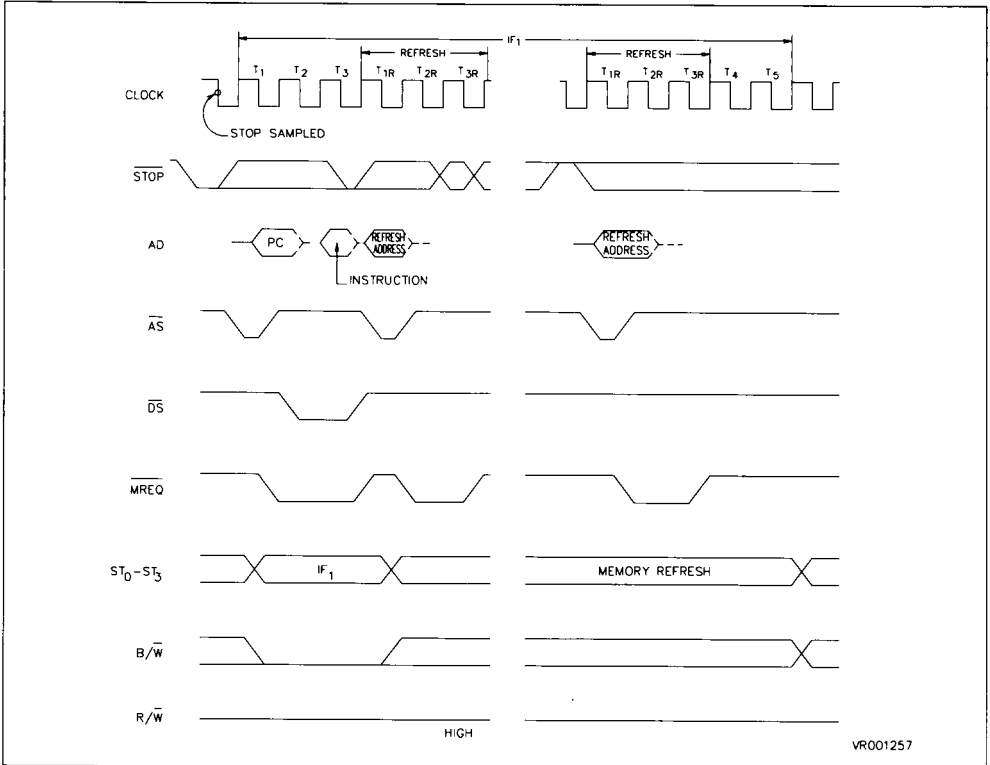 IF1
REFRESH REFRESH
T1 T2 T3 T1R T2R T3R T1R T2R T3R T4 T5
CLOCK
STOP SAMPLED
STOP
AD PC REFRESH ADDRESS REFRESH ADDRESS
INSTRUCTION
AS
DS
MREQ
ST0-ST3 IF1 MEMORY REFRESH
B/W
R/W
HIGH
VR001257